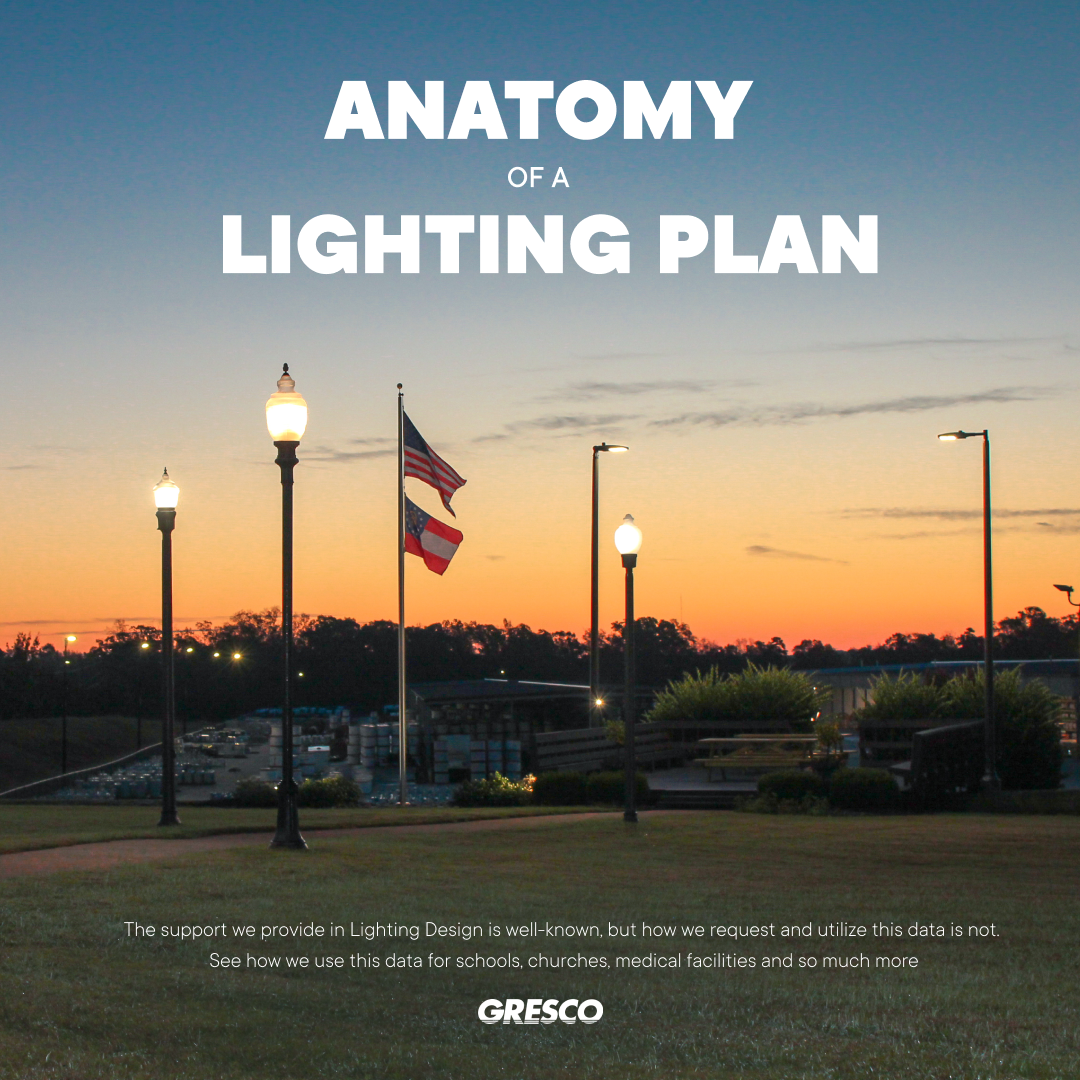 ANATOMY
OF A
LIGHTING PLAN
The support we provide in Lighting Design is well-known, but how we request and utilize this data is not.
See how we use this data for schools, churches, medical facilities and so much more
GRESCO